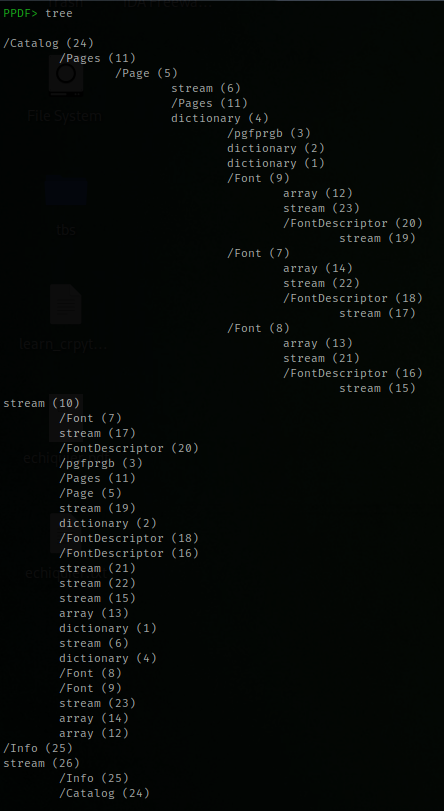 PPDF> tree
/Catalog (24)
/Pages (11)
/Page (5)
stream (6)
/Pages (11)
dictionary (4)
/pgfprgb (3)
dictionary (2)
dictionary (1)
/Font (9)
array (12)
stream (23)
/FontDescriptor (20)
stream (19)
/Font (7)
array (14)
stream (22)
/FontDescriptor (18)
stream (17)
/Font (8)
array (13)
stream (21)
/FontDescriptor (16)
stream (15)
stream (10)
/Font (7)
stream (17)
/FontDescriptor (20)
/pgfprgb (3)
/Pages (11)
/Page (5)
stream (19)
dictionary (2)
/FontDescriptor (18)
/FontDescriptor (16)
stream (21)
stream (22)
stream (15)
array (13)
dictionary (1)
stream (6)
dictionary (4)
/Font (8)
/Font (9)
stream (23)
array (14)
array (12)
/Info (25)
stream (26)
/Info (25)
/Catalog (24)
File System
tbs
learn_crpyt...